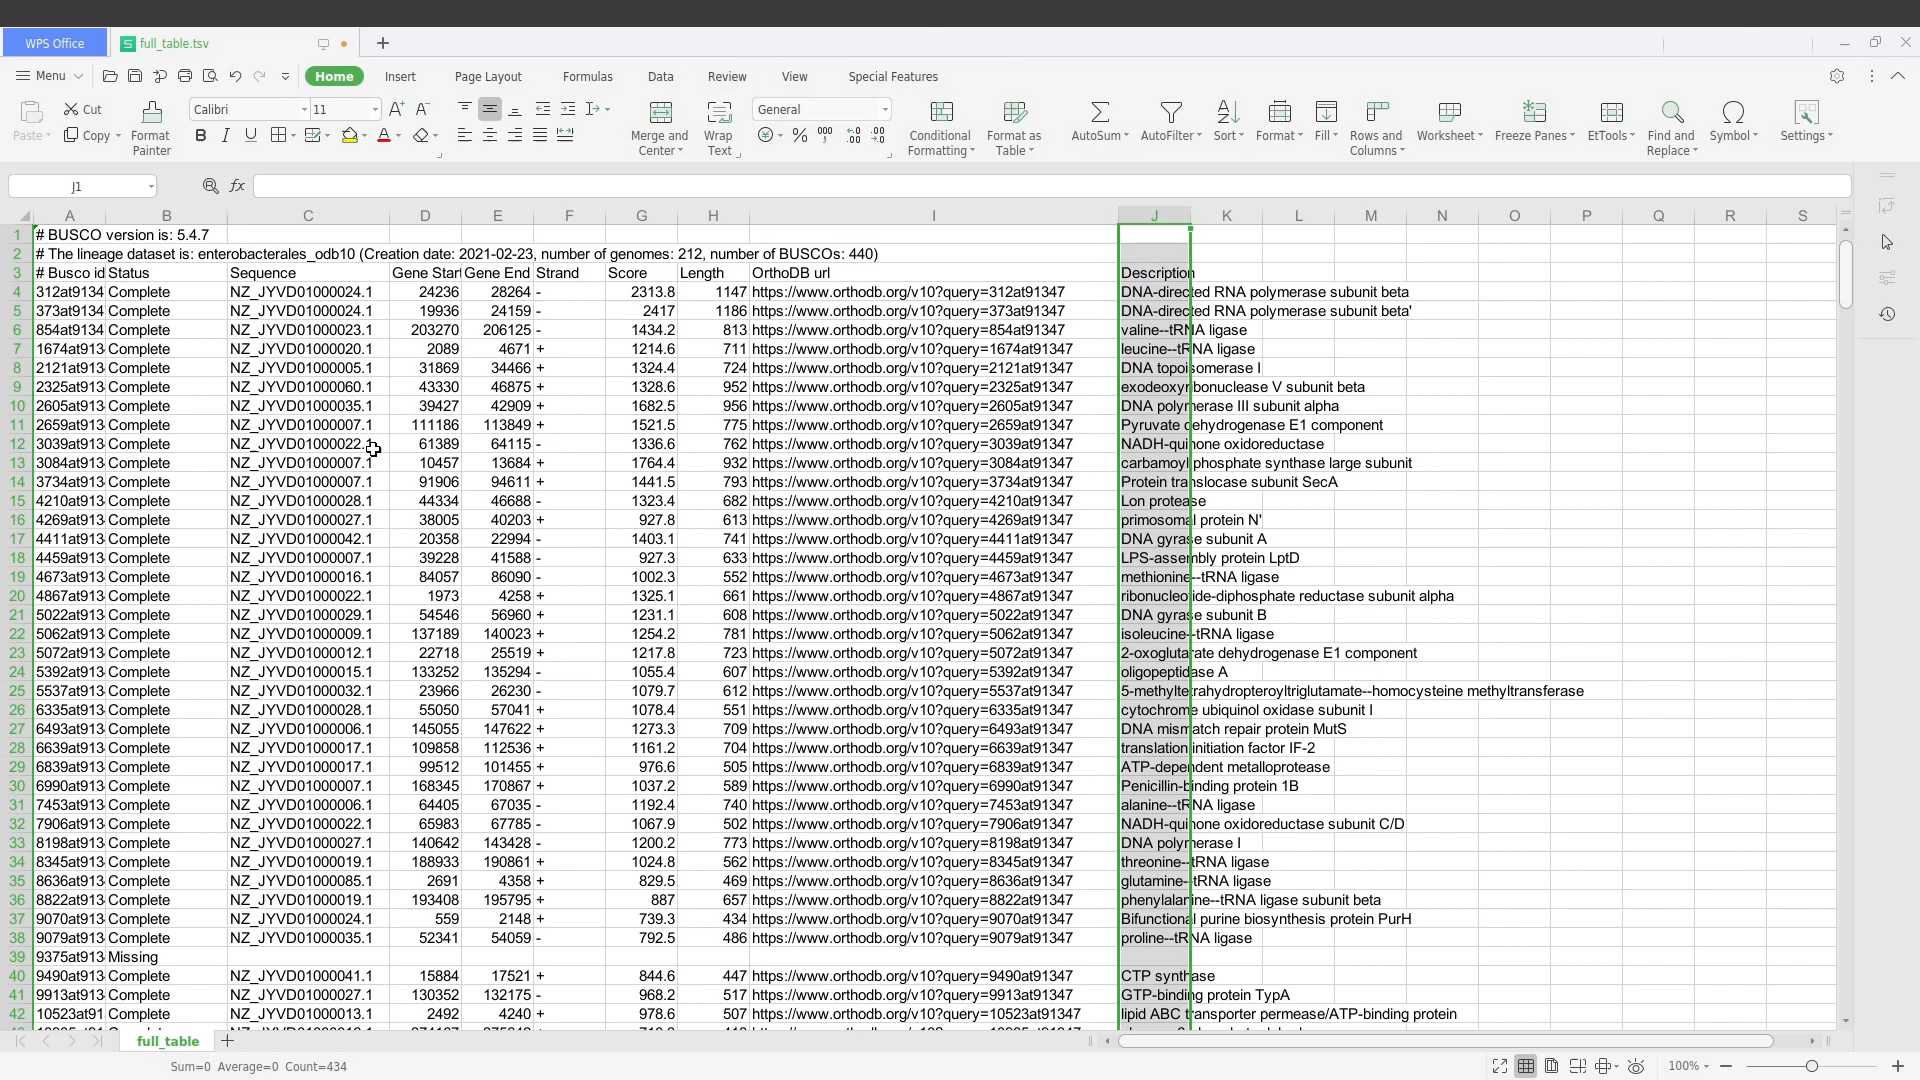 WPS Office full_table.tsv
Menu Home Insert Page Layout Formulas Data Review View Special Features
Paste Cut Copy Format Painter Calibri 11 Merge and Center Wrap Text General Conditional Formatting Format as Table AutoSum AutoFilter Sort Format Fill Rows and Columns Worksheet Freeze Panes EtTools Find and Replace Symbol Settings
J1
A B C D E F G H I J K L M N O P Q R S
1 # BUSCO version is: 5.4.7
2 # The lineage dataset is: enterobacterales_odb10 (Creation date: 2021-02-23, number of genomes: 212, number of BUSCOs: 440)
3 # Busco id Status Sequence Gene Start Gene End Strand Score Length OrthoDB url Description
4 312at9134 Complete NZ_JYVD01000024.1 24236 28264 - 2313.8 1147 https://www.orthodb.org/v10?query=312at91347 DNA-directed RNA polymerase subunit beta
5 373at9134 Complete NZ_JYVD01000024.1 19936 24159 - 2417 1186 https://www.orthodb.org/v10?query=373at91347 DNA-directed RNA polymerase subunit beta'
6 854at9134 Complete NZ_JYVD01000023.1 203270 206125 - 1434.2 813 https://www.orthodb.org/v10?query=854at91347 valine--tRNA ligase
7 1674at913 Complete NZ_JYVD01000020.1 2089 4671 + 1214.6 711 https://www.orthodb.org/v10?query=1674at91347 leucine--tRNA ligase
8 2121at913 Complete NZ_JYVD01000005.1 31869 34466 + 1324.4 724 https://www.orthodb.org/v10?query=2121at91347 DNA topoisomerase I
9 2325at913 Complete NZ_JYVD01000060.1 43330 46875 + 1328.6 952 https://www.orthodb.org/v10?query=2325at91347 exodeoxyribonuclease V subunit beta
10 2605at913 Complete NZ_JYVD01000035.1 39427 42909 + 1682.5 956 https://www.orthodb.org/v10?query=2605at91347 DNA polymerase III subunit alpha
11 2659at913 Complete NZ_JYVD01000007.1 111186 113849 + 1521.5 775 https://www.orthodb.org/v10?query=2659at91347 Pyruvate dehydrogenase E1 component
12 3039at913 Complete NZ_JYVD01000022.1 61389 64115 - 1336.6 762 https://www.orthodb.org/v10?query=3039at91347 NADH-quinone oxidoreductase
13 3084at913 Complete NZ_JYVD01000007.1 10457 13684 + 1764.4 932 https://www.orthodb.org/v10?query=3084at91347 carbamoyl phosphate synthase large subunit
14 3734at913 Complete NZ_JYVD01000007.1 91906 94611 + 1441.5 793 https://www.orthodb.org/v10?query=3734at91347 Protein translocase subunit SecA
15 4210at913 Complete NZ_JYVD01000028.1 44334 46688 - 1323.4 682 https://www.orthodb.org/v10?query=4210at91347 Lon protease
16 4269at913 Complete NZ_JYVD01000027.1 38005 40203 + 927.8 613 https://www.orthodb.org/v10?query=4269at91347 primosomal protein N'
17 4411at913 Complete NZ_JYVD01000042.1 20358 22994 - 1403.1 741 https://www.orthodb.org/v10?query=4411at91347 DNA gyrase subunit A
18 4459at913 Complete NZ_JYVD01000007.1 39228 41588 - 927.3 633 https://www.orthodb.org/v10?query=4459at91347 LPS-assembly protein LptD
19 4673at913 Complete NZ_JYVD01000016.1 84057 86090 - 1002.3 552 https://www.orthodb.org/v10?query=4673at91347 methionine--tRNA ligase
20 4867at913 Complete NZ_JYVD01000022.1 1973 4258 + 1325.1 661 https://www.orthodb.org/v10?query=4867at91347 ribonucleotide-diphosphate reductase subunit alpha
21 5022at913 Complete NZ_JYVD01000029.1 54546 56960 + 1231.1 608 https://www.orthodb.org/v10?query=5022at91347 DNA gyrase subunit B
22 5062at913 Complete NZ_JYVD01000009.1 137189 140023 + 1254.2 781 https://www.orthodb.org/v10?query=5062at91347 isoleucine--tRNA ligase
23 5072at913 Complete NZ_JYVD01000012.1 22718 25519 + 1217.8 723 https://www.orthodb.org/v10?query=5072at91347 2-oxoglutarate dehydrogenase E1 component
24 5392at913 Complete NZ_JYVD01000015.1 133252 135294 - 1055.4 607 https://www.orthodb.org/v10?query=5392at91347 oligopeptidase A
25 5537at913 Complete NZ_JYVD01000032.1 23966 26230 - 1079.7 612 https://www.orthodb.org/v10?query=5537at91347 5-methyltetrahydropteroyltriglutamate--homocysteine methyltransferase
26 6335at913 Complete NZ_JYVD01000028.1 55050 57041 + 1078.4 551 https://www.orthodb.org/v10?query=6335at91347 cytochrome ubiquinol oxidase subunit I
27 6493at913 Complete NZ_JYVD01000006.1 145055 147622 + 1273.3 709 https://www.orthodb.org/v10?query=6493at91347 DNA mismatch repair protein MutS
28 6639at913 Complete NZ_JYVD01000017.1 109858 112536 + 1161.2 704 https://www.orthodb.org/v10?query=6639at91347 translation initiation factor IF-2
29 6839at913 Complete NZ_JYVD01000017.1 99512 101455 + 976.6 505 https://www.orthodb.org/v10?query=6839at91347 ATP-dependent metalloprotease
30 6990at913 Complete NZ_JYVD01000007.1 168345 170867 + 1037.2 589 https://www.orthodb.org/v10?query=6990at91347 Penicillin-binding protein 1B
31 7453at913 Complete NZ_JYVD01000006.1 64405 67035 - 1192.4 740 https://www.orthodb.org/v10?query=7453at91347 alanine--tRNA ligase
32 7906at913 Complete NZ_JYVD01000022.1 65983 67785 - 1067.9 502 https://www.orthodb.org/v10?query=7906at91347 NADH-quinone oxidoreductase subunit C/D
33 8198at913 Complete NZ_JYVD01000027.1 140642 143428 - 1200.2 773 https://www.orthodb.org/v10?query=8198at91347 DNA polymerase I
34 8345at913 Complete NZ_JYVD01000019.1 188933 190861 + 1024.8 562 https://www.orthodb.org/v10?query=8345at91347 threonine--tRNA ligase
35 8636at913 Complete NZ_JYVD01000085.1 2691 4358 + 829.5 469 https://www.orthodb.org/v10?query=8636at91347 glutamine--tRNA ligase
36 8822at913 Complete NZ_JYVD01000019.1 193408 195795 + 887 657 https://www.orthodb.org/v10?query=8822at91347 phenylalanine--tRNA ligase subunit beta
37 9070at913 Complete NZ_JYVD01000024.1 559 2148 + 739.3 434 https://www.orthodb.org/v10?query=9070at91347 Bifunctional purine biosynthesis protein PurH
38 9079at913 Complete NZ_JYVD01000035.1 52341 54059 - 792.5 486 https://www.orthodb.org/v10?query=9079at91347 proline--tRNA ligase
39 9375at913 Missing
40 9490at913 Complete NZ_JYVD01000041.1 15884 17521 + 844.6 447 https://www.orthodb.org/v10?query=9490at91347 CTP synthase
41 9913at913 Complete NZ_JYVD01000027.1 130352 132175 - 968.2 517 https://www.orthodb.org/v10?query=9913at91347 GTP-binding protein TypA
42 10523at91 Complete NZ_JYVD01000013.1 2492 4240 + 978.6 507 https://www.orthodb.org/v10?query=10523at91347 lipid ABC transporter permease/ATP-binding protein
full_table
Sum=0 Average=0 Count=434 100%